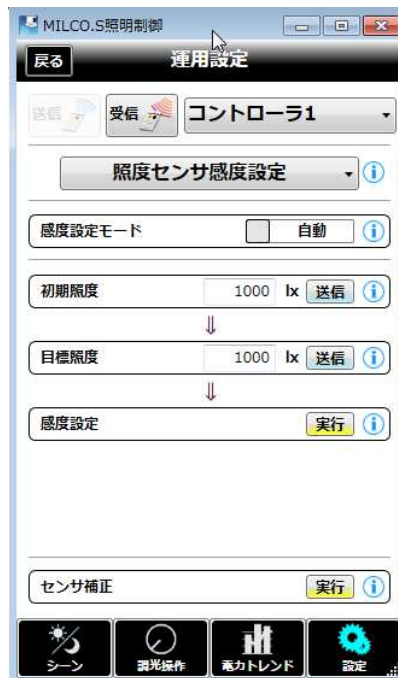 MILCO.S照明制御
戻る 運用設定
送信 受信 コントローラ1
照度センサ感度設定
感度設定モード 自動
初期照度 1000 lx 送信
⇓
目標照度 1000 lx 送信
⇓
感度設定 実行
センサ補正 実行
シーン 調光操作 電力トレンド 設定